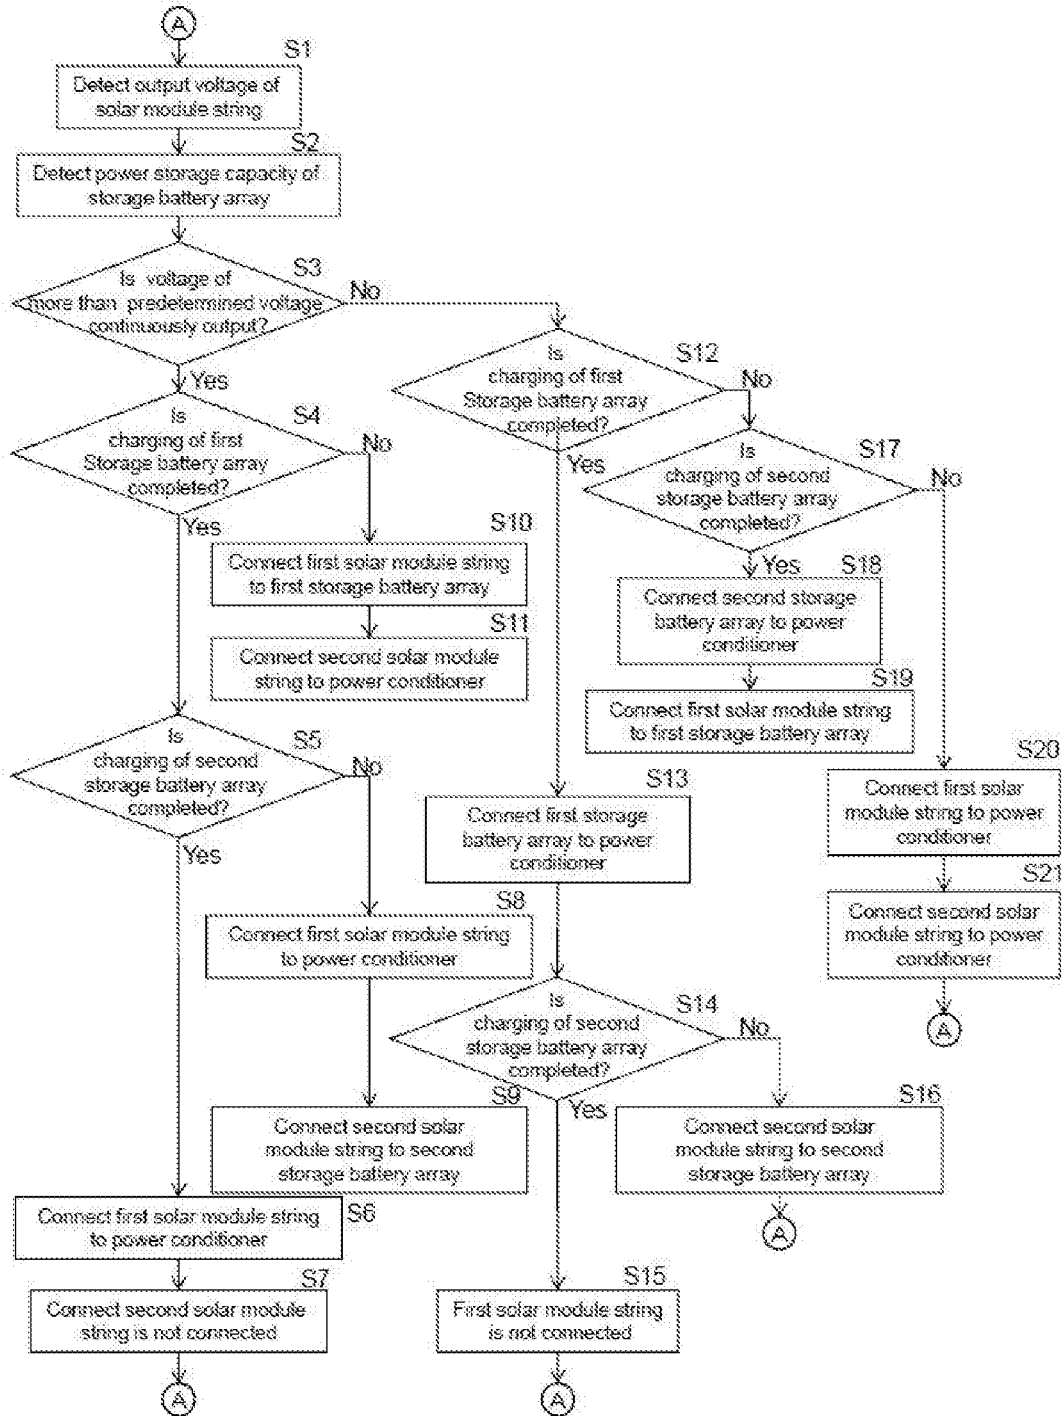 A
S1
Detect output voltage of
solar module string
S2
Detect power storage capacity of
storage battery array
S3
Is voltage of
more than predetermined voltage
continuously output?
No
Yes
S4
Is
charging of first
Storage battery array
completed?
No
Yes
S10
Connect first solar module string
to first storage battery array
S11
Connect second solar module
string to power conditioner
S5
Is
charging of second
storage battery array
completed?
No
Yes
S8
Connect first solar module string
to power conditioner
S9
Connect second solar
module string to second
storage battery array
S6
Connect first solar module string
to power conditioner
S7
Connect second solar module
string is not connected
A
S12
Is
charging of first
Storage battery array
completed?
No
Yes
S13
Connect first storage
battery array to power
conditioner
S14
Is
charging of second
storage battery array
completed?
No
Yes
S15
First solar module string
is not connected
A
S16
Connect second solar
module string to second
storage battery array
A
S17
Is
charging of second
storage battery array
completed?
No
Yes
S18
Connect second storage
battery array to power
conditioner
S19
Connect first solar module string
to first storage battery array
S20
Connect first solar
module string to power
conditioner
S21
Connect second solar
module string to power
conditioner
A